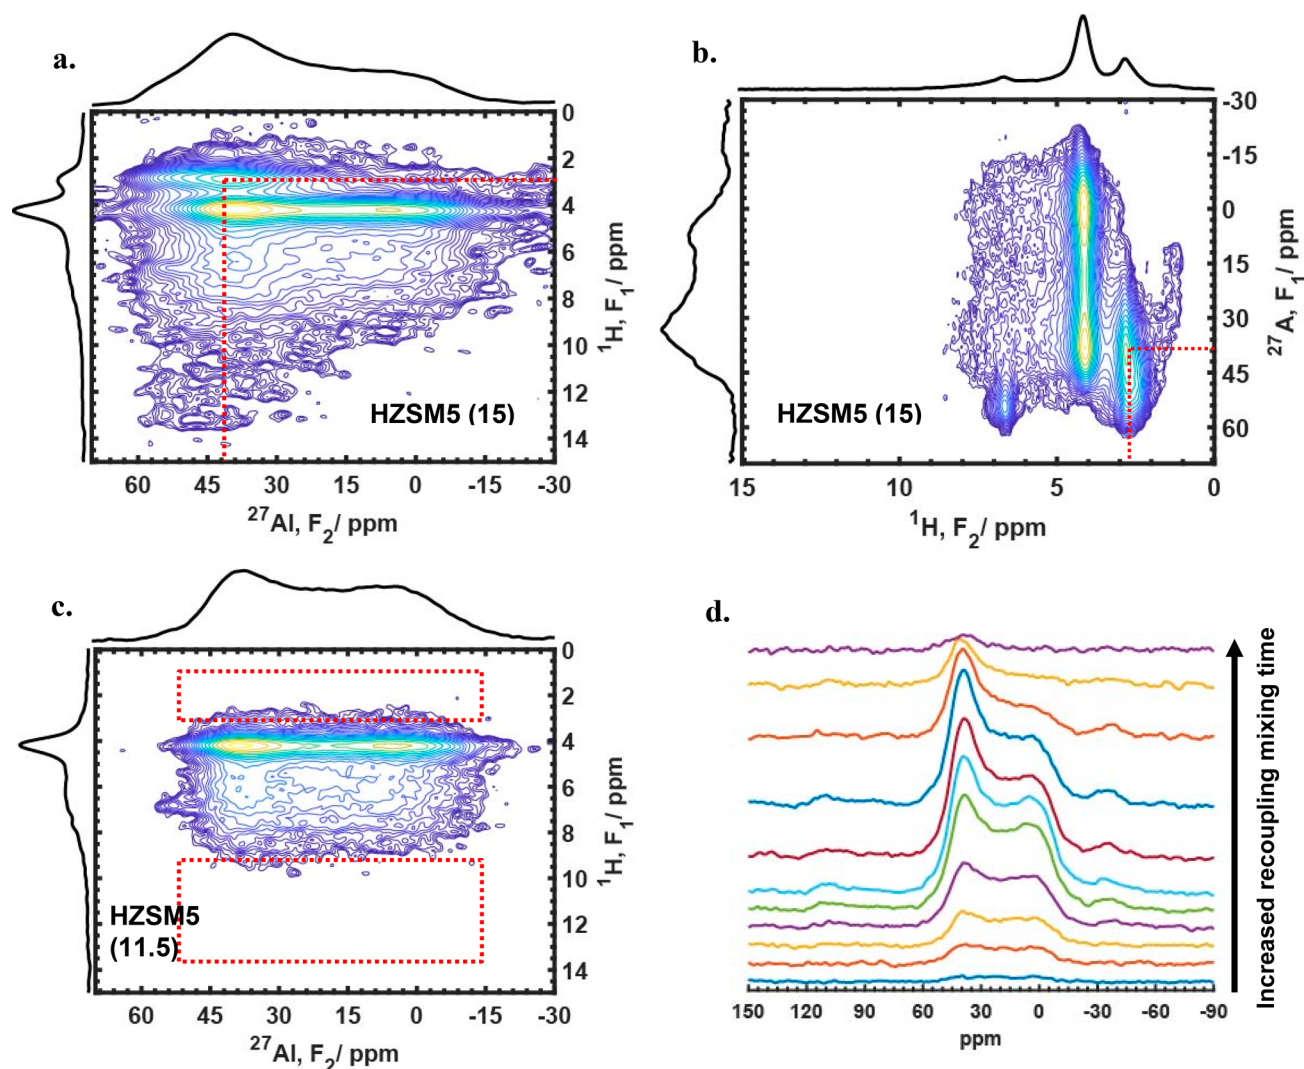 a.
0
2
4
6
8
10
12
14
¹H, F₁/ ppm
HZSM5 (15)
60 45 30 15 0 -15 -30
²⁷Al, F₂/ ppm
b.
-30
-15
0
15
30
45
60
²⁷A, F₁/ ppm
HZSM5 (15)
15 10 5 0
¹H, F₂/ ppm
c.
0
2
4
6
8
10
12
14
¹H, F₁/ ppm
HZSM5
(11.5)
60 45 30 15 0 -15 -30
²⁷Al, F₂/ ppm
d.
Increased recoupling mixing time
150 120 90 60 30 0 -30 -60 -90
ppm